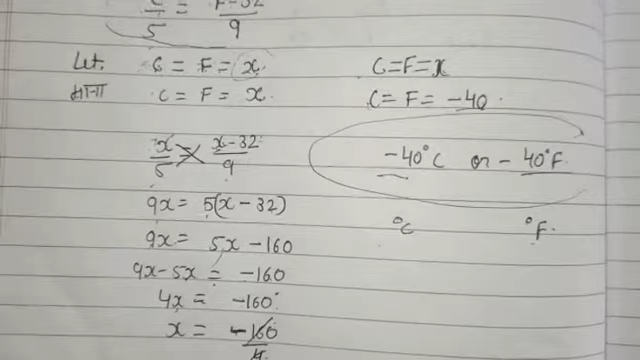 C/5 = F-32/9
Let. C = F = x. C=F=x
माना C = F = x. C= F= -40.
x/5 = x-32/9 -40°C or -40°F.
9x = 5(x-32)
9x = 5x-160 °C °F.
9x-5x = -160
4x = -160
x = -160/4